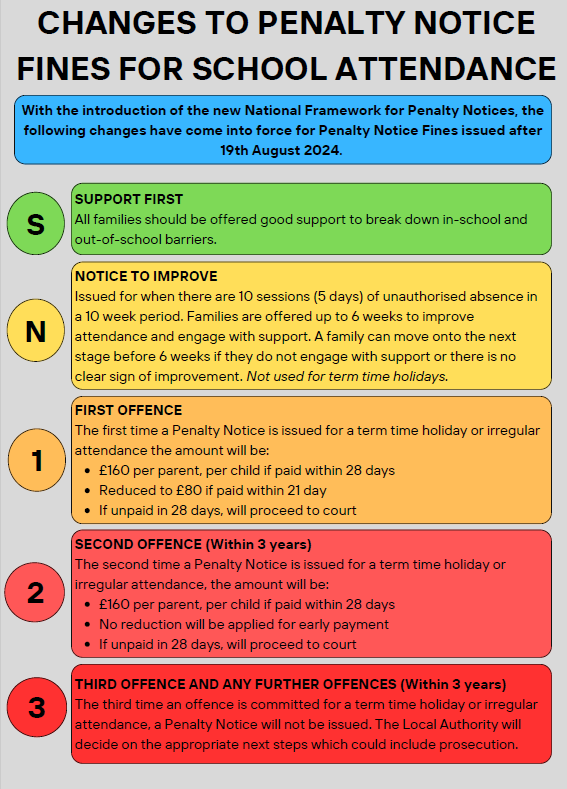 CHANGES TO PENALTY NOTICE
FINES FOR SCHOOL ATTENDANCE
With the introduction of the new National Framework for Penalty Notices, the
following changes have come into force for Penalty Notice Fines issued after
19th August 2024.
S
SUPPORT FIRST
All families should be offered good support to break down in-school and
out-of-school barriers.
N
NOTICE TO IMPROVE
Issued for when there are 10 sessions (5 days) of unauthorised absence in
a 10 week period. Families are offered up to 6 weeks to improve
attendance and engage with support. A family can move onto the next
stage before 6 weeks if they do not engage with support or there is no
clear sign of improvement. Not used for term time holidays.
1
FIRST OFFENCE
The first time a Penalty Notice is issued for a term time holiday or irregular
attendance the amount will be:
• £160 per parent, per child if paid within 28 days
• Reduced to £80 if paid within 21 day
• If unpaid in 28 days, will proceed to court
2
SECOND OFFENCE (Within 3 years)
The second time a Penalty Notice is issued for a term time holiday or
irregular attendance, the amount will be:
• £160 per parent, per child if paid within 28 days
• No reduction will be applied for early payment
• If unpaid in 28 days, will proceed to court
3
THIRD OFFENCE AND ANY FURTHER OFFENCES (Within 3 years)
The third time an offence is committed for a term time holiday or irregular
attendance, a Penalty Notice will not be issued. The Local Authority will
decide on the appropriate next steps which could include prosecution.